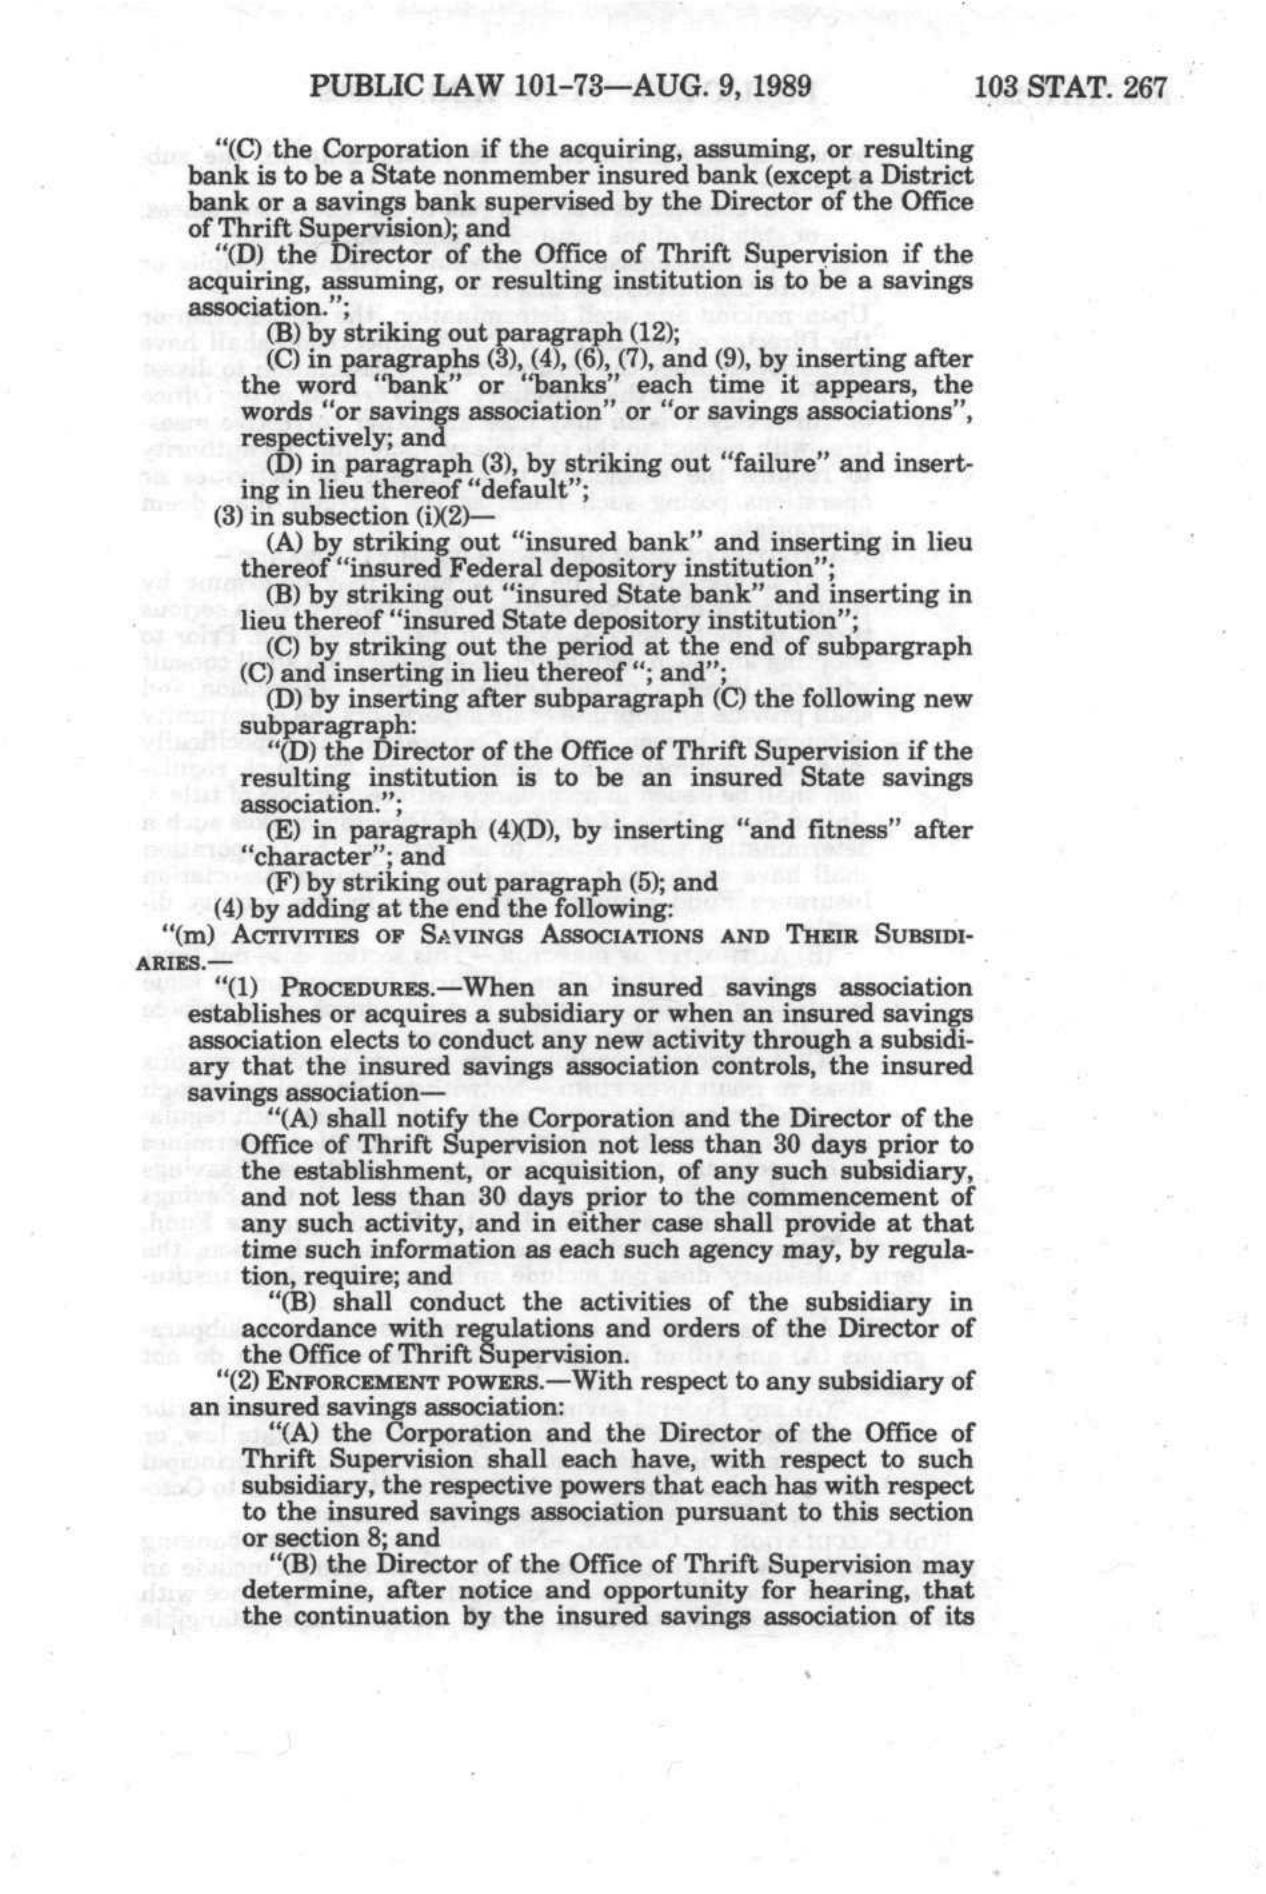 PUBLIC LAW 101-73—AUG. 9, 1989 103 STAT. 267
“(C) the Corporation if the acquiring, assuming, or resulting
bank is to be a State nonmember insured bank (except a District
bank or a savings bank supervised by the Director of the Office
of Thrift Supervision); and
“(D) the Director of the Office of Thrift Supervision if the
acquiring, assuming, or resulting institution is to be a savings
association.”;
(B) by striking out paragraph (12);
(C) in paragraphs (3), (4), (6), (7), and (9), by inserting after
the word “bank” or “banks” each time it appears, the
words “or savings association” or “or savings associations”,
respectively; and
(D) in paragraph (3), by striking out “failure” and insert-
ing in lieu thereof “default”;
(3) in subsection (i)(2)—
(A) by striking out “insured bank” and inserting in lieu
thereof “insured Federal depository institution”;
(B) by striking out “insured State bank” and inserting in
lieu thereof “insured State depository institution”;
(C) by striking out the period at the end of subpargraph
(C) and inserting in lieu thereof “; and”;
(D) by inserting after subparagraph (C) the following new
subparagraph:
“(D) the Director of the Office of Thrift Supervision if the
resulting institution is to be an insured State savings
association.”;
(E) in paragraph (4)(D), by inserting “and fitness” after
“character”; and
(F) by striking out paragraph (5); and
(4) by adding at the end the following:
“(m) ACTIVITIES OF SAVINGS ASSOCIATIONS AND THEIR SUBSIDI-
ARIES.—
“(1) PROCEDURES.—When an insured savings association
establishes or acquires a subsidiary or when an insured savings
association elects to conduct any new activity through a subsidi-
ary that the insured savings association controls, the insured
savings association—
“(A) shall notify the Corporation and the Director of the
Office of Thrift Supervision not less than 30 days prior to
the establishment, or acquisition, of any such subsidiary,
and not less than 30 days prior to the commencement of
any such activity, and in either case shall provide at that
time such information as each such agency may, by regula-
tion, require; and
“(B) shall conduct the activities of the subsidiary in
accordance with regulations and orders of the Director of
the Office of Thrift Supervision.
“(2) ENFORCEMENT POWERS.—With respect to any subsidiary of
an insured savings association:
“(A) the Corporation and the Director of the Office of
Thrift Supervision shall each have, with respect to such
subsidiary, the respective powers that each has with respect
to the insured savings association pursuant to this section
or section 8; and
“(B) the Director of the Office of Thrift Supervision may
determine, after notice and opportunity for hearing, that
the continuation by the insured savings association of its